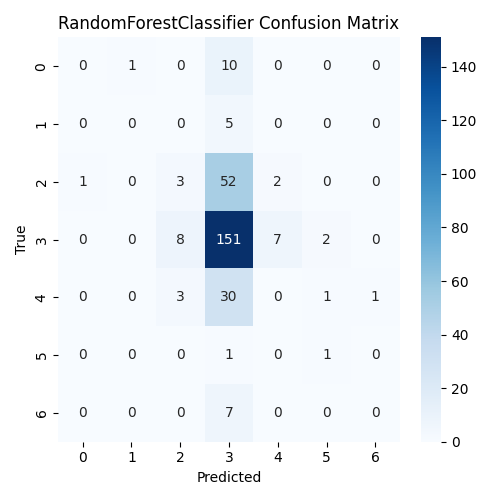 RandomForestClassifier Confusion Matrix
0 0 1 0 10 0 0 0
1 0 0 0 5 0 0 0
2 1 0 3 52 2 0 0
3 0 0 8 151 7 2 0
4 0 0 3 30 0 1 1
5 0 0 0 1 0 1 0
6 0 0 0 7 0 0 0
0 1 2 3 4 5 6
True
Predicted
140
120
100
80
60
40
20
0